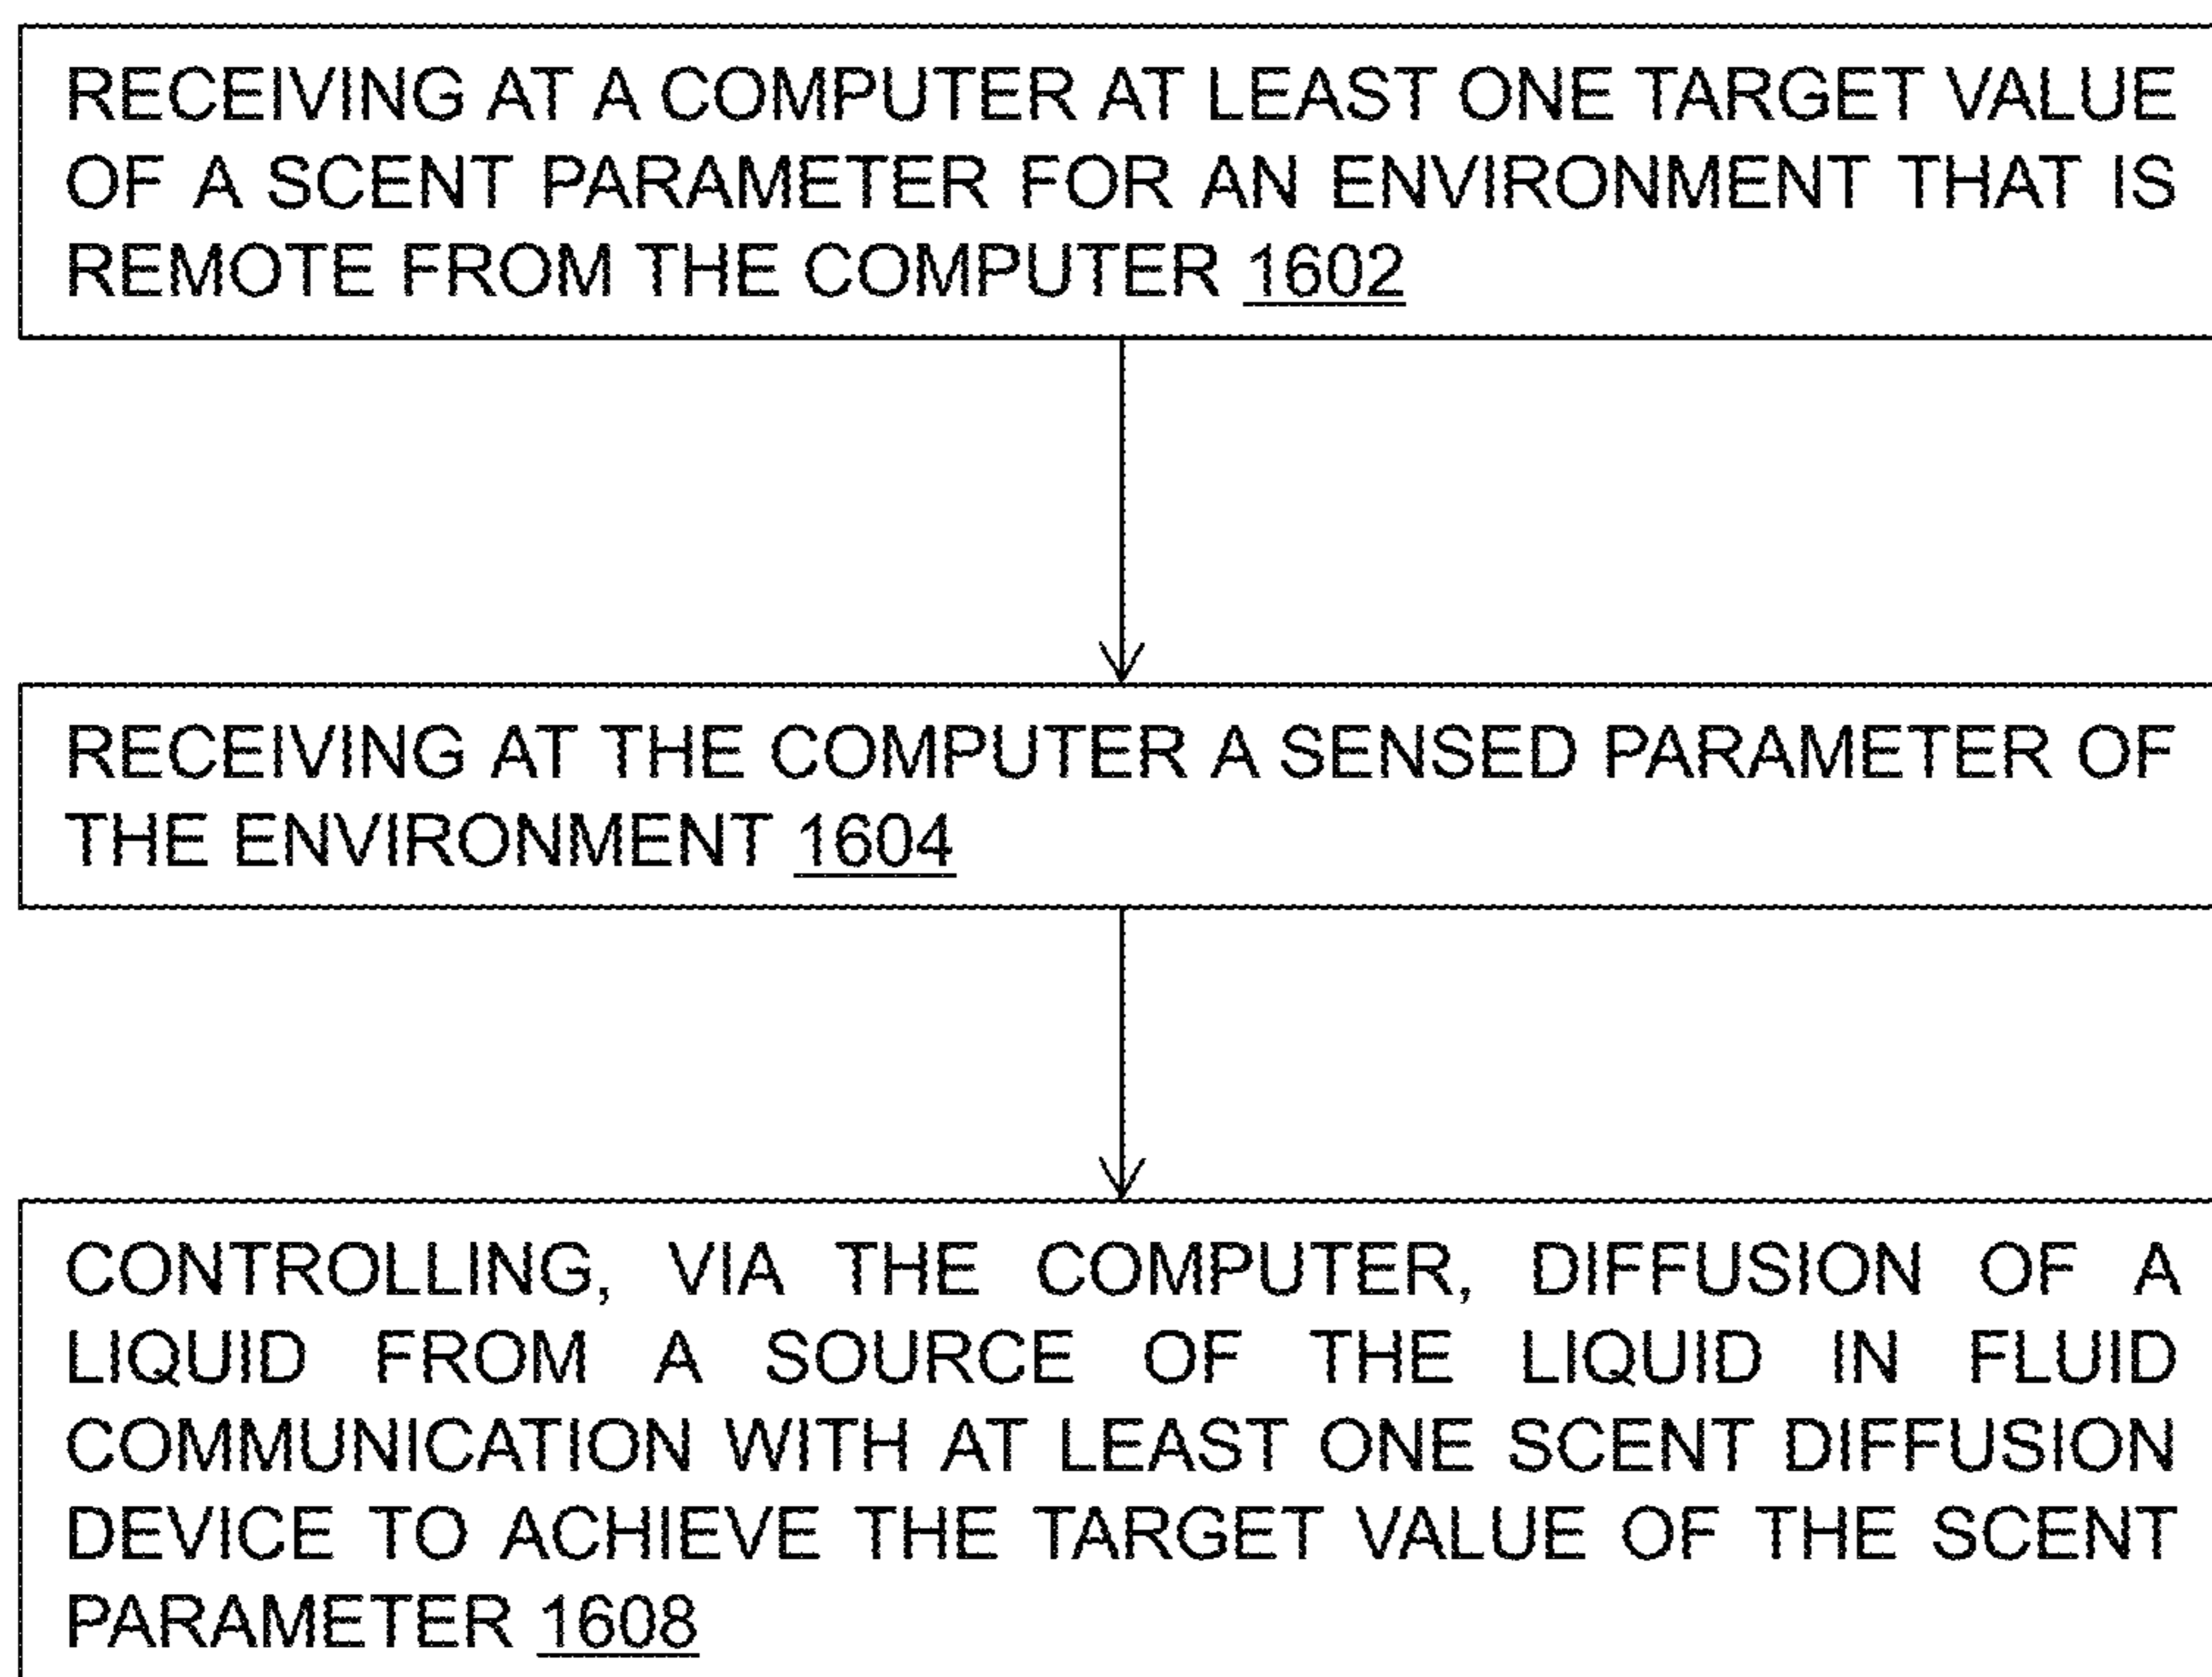 RECEIVING AT A COMPUTER AT LEAST ONE TARGET VALUE
OF A SCENT PARAMETER FOR AN ENVIRONMENT THAT IS
REMOTE FROM THE COMPUTER 1602
RECEIVING AT THE COMPUTER A SENSED PARAMETER OF
THE ENVIRONMENT 1604
CONTROLLING, VIA THE COMPUTER, DIFFUSION OF A
LIQUID FROM A SOURCE OF THE LIQUID IN FLUID
COMMUNICATION WITH AT LEAST ONE SCENT DIFFUSION
DEVICE TO ACHIEVE THE TARGET VALUE OF THE SCENT
PARAMETER 1608